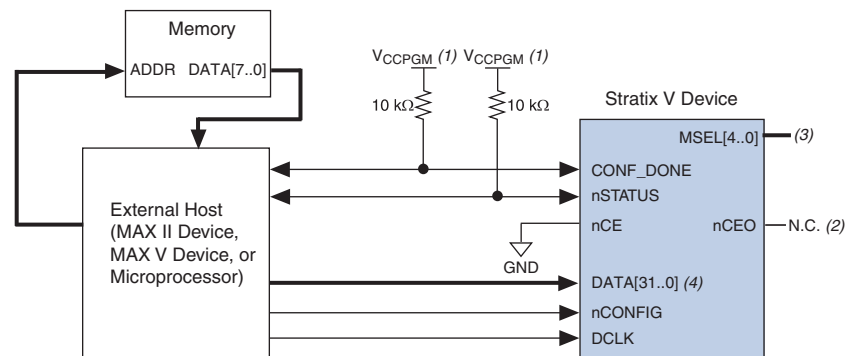 Memory
ADDR DATA[7..0]
VCCPGM (1) VCCPGM (1)
10 kΩ 10 kΩ
Stratix V Device
MSEL[4..0] (3)
CONF_DONE
nSTATUS
nCE nCEO N.C. (2)
GND
External Host
(MAX II Device,
MAX V Device, or
Microprocessor)
DATA[31..0] (4)
nCONFIG
DCLK